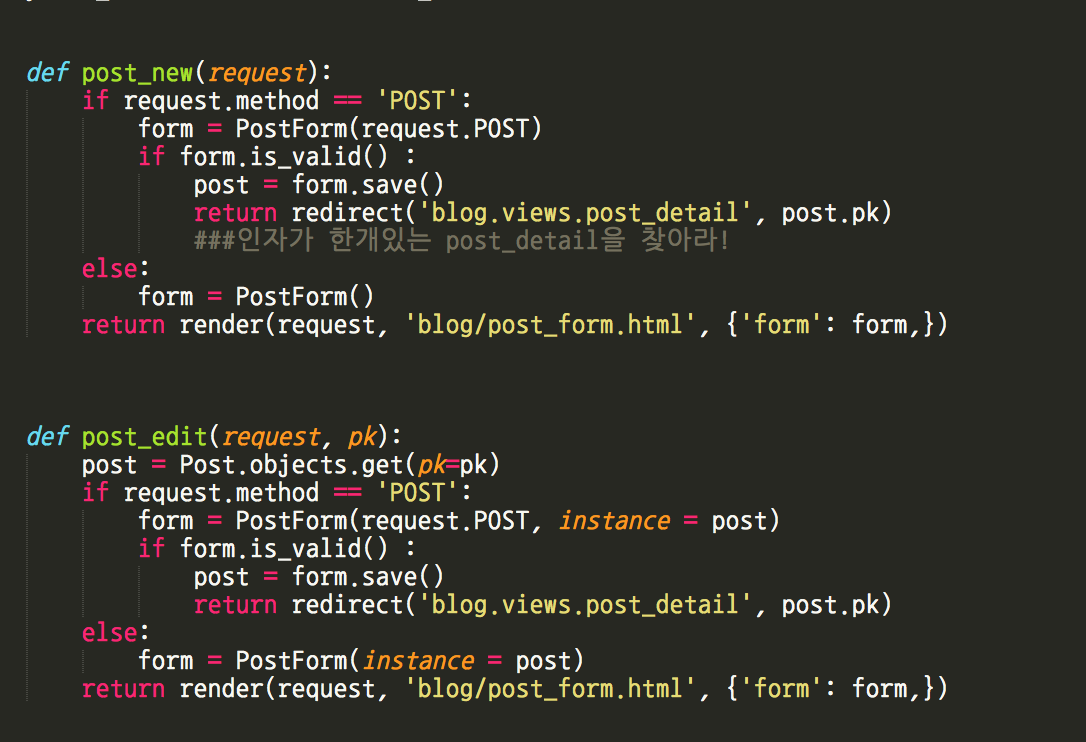 def post_new(request):
    if request.method == 'POST':
        form = PostForm(request.POST)
        if form.is_valid() :
            post = form.save()
            return redirect('blog.views.post_detail', post.pk)
            ###인자가 한개있는 post_detail을 찾아라!
    else:
        form = PostForm()
    return render(request, 'blog/post_form.html', {'form': form,})
def post_edit(request, pk):
    post = Post.objects.get(pk=pk)
    if request.method == 'POST':
        form = PostForm(request.POST, instance = post)
        if form.is_valid() :
            post = form.save()
            return redirect('blog.views.post_detail', post.pk)
    else:
        form = PostForm(instance = post)
    return render(request, 'blog/post_form.html', {'form': form,})